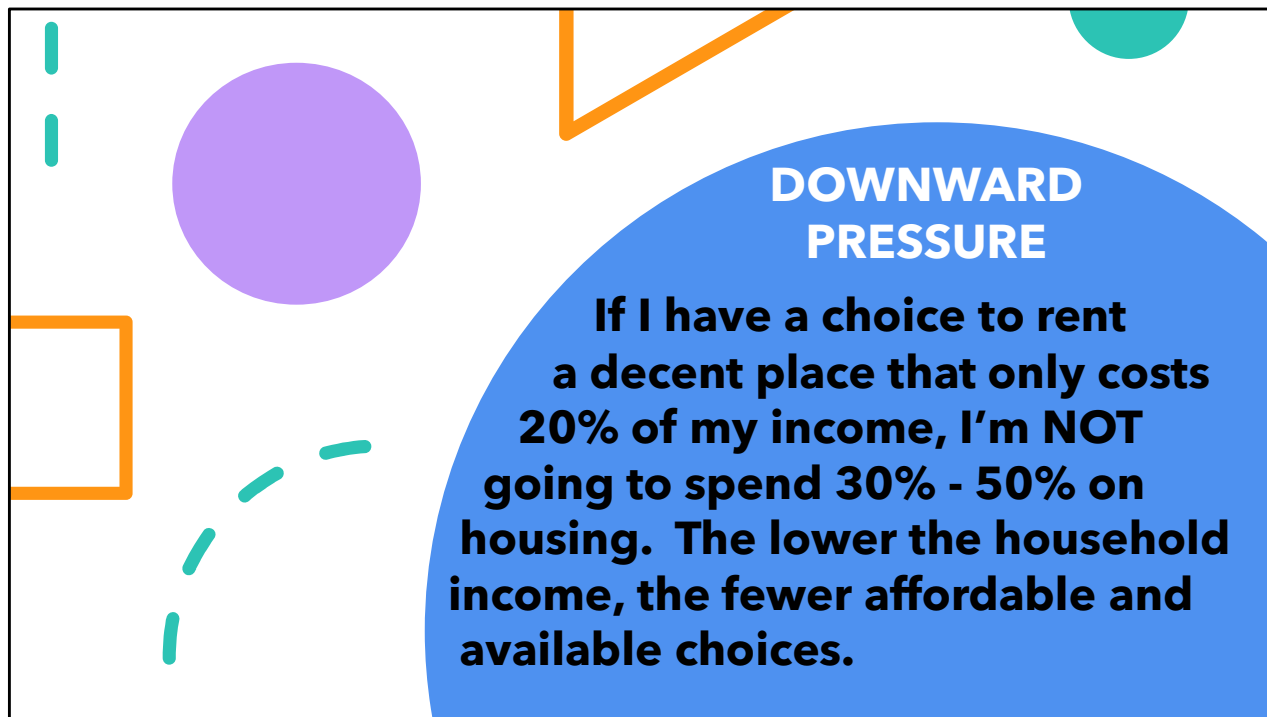 DOWNWARD
PRESSURE
If I have a choice to rent
a decent place that only costs
20% of my income, I’m NOT
going to spend 30% - 50% on
housing.  The lower the household
income, the fewer affordable and
available choices.